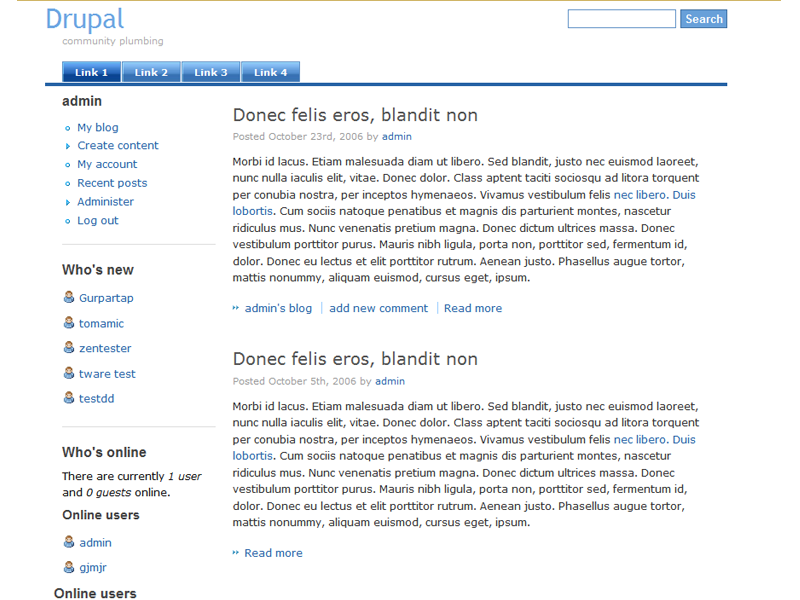 Drupal
community plumbing
Search
Link 1
Link 2
Link 3
Link 4
admin
My blog
Create content
My account
Recent posts
Administer
Log out
Who's new
Gurpartap
tomamic
zentester
tware test
testdd
Who's online
There are currently 1 user
and 0 guests online.
Online users
admin
gjmjr
Online users
Donec felis eros, blandit non
Posted October 23rd, 2006 by admin
Morbi id lacus. Etiam malesuada diam ut libero. Sed blandit, justo nec euismod laoreet,
nunc nulla iaculis elit, vitae. Donec dolor. Class aptent taciti sociosqu ad litora torquent
per conubia nostra, per inceptos hymenaeos. Vivamus vestibulum felis nec libero. Duis
lobortis. Cum sociis natoque penatibus et magnis dis parturient montes, nascetur
ridiculus mus. Nunc venenatis pretium magna. Donec dictum ultrices massa. Donec
vestibulum porttitor purus. Mauris nibh ligula, porta non, porttitor sed, fermentum id,
dolor. Donec eu lectus et elit porttitor rutrum. Aenean justo. Phasellus augue tortor,
mattis nonummy, aliquam euismod, cursus eget, ipsum.
admin's blog | add new comment | Read more
Donec felis eros, blandit non
Posted October 5th, 2006 by admin
Morbi id lacus. Etiam malesuada diam ut libero. Sed blandit, justo nec euismod laoreet,
nunc nulla iaculis elit, vitae. Donec dolor. Class aptent taciti sociosqu ad litora torquent
per conubia nostra, per inceptos hymenaeos. Vivamus vestibulum felis nec libero. Duis
lobortis. Cum sociis natoque penatibus et magnis dis parturient montes, nascetur
ridiculus mus. Nunc venenatis pretium magna. Donec dictum ultrices massa. Donec
vestibulum porttitor purus. Mauris nibh ligula, porta non, porttitor sed, fermentum id,
dolor. Donec eu lectus et elit porttitor rutrum. Aenean justo. Phasellus augue tortor,
mattis nonummy, aliquam euismod, cursus eget, ipsum.
Read more